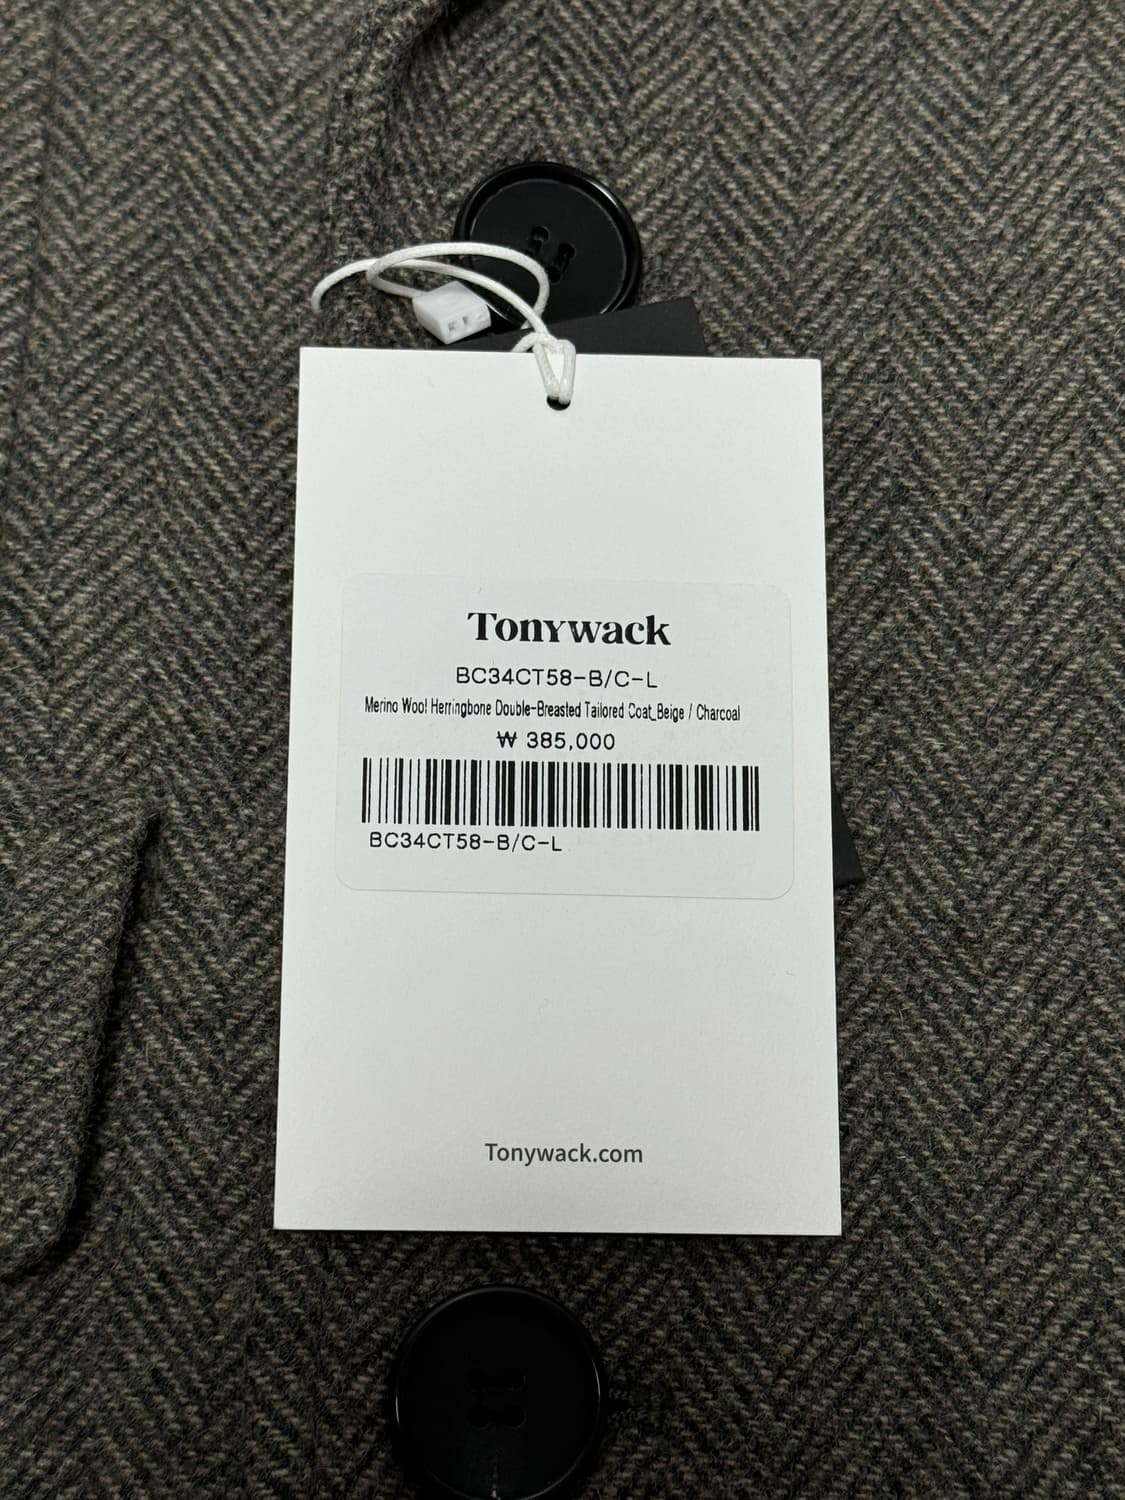 Tonywack
BC34CT58-B/C-L
Merino Wool Herringbone Double-Breasted Tailored Coat_Beige / Charcoal
₩ 385,000
BC34CT58-B/C-L
Tonywack.com